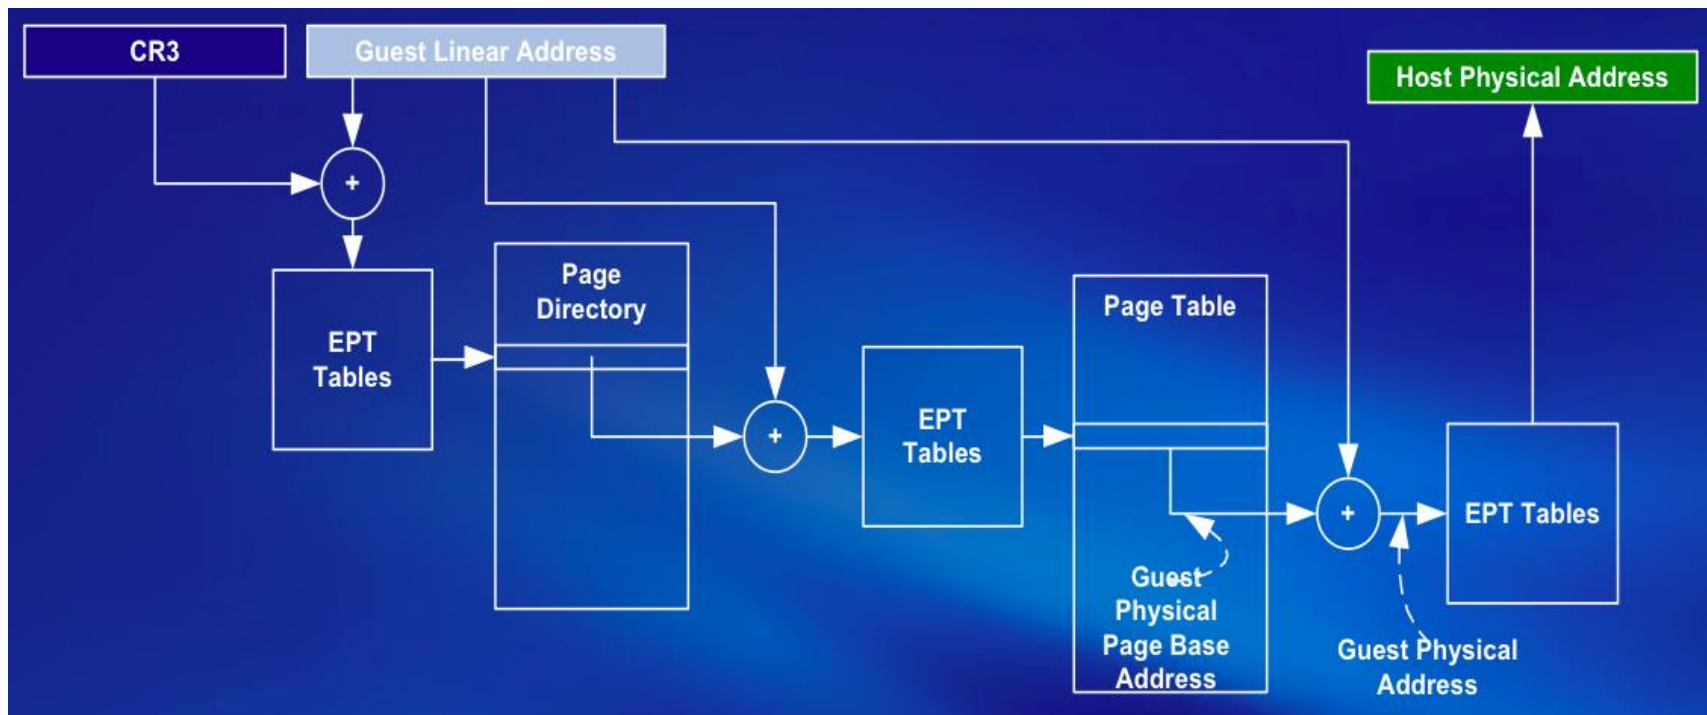 CR3
Guest Linear Address
Host Physical Address
+
Page
Directory
EPT
Tables
Page Table
+
EPT
Tables
+
EPT Tables
Guest
Physical
Page Base
Address
Guest Physical
Address